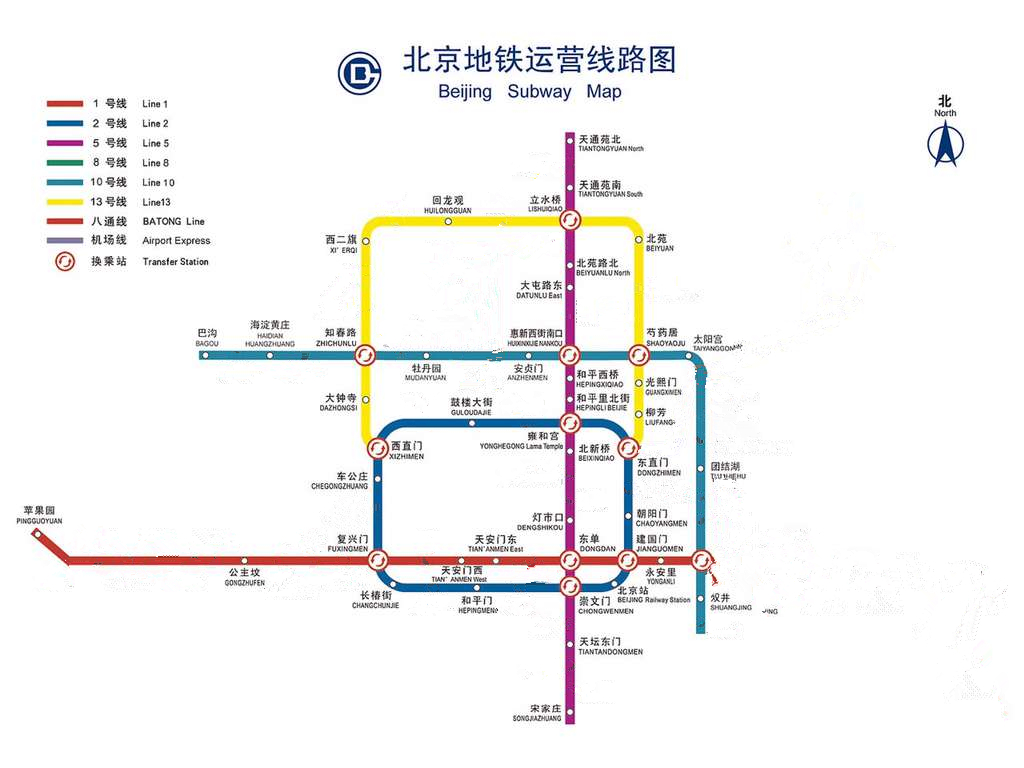 北京地铁运营线路图
Beijing Subway Map
1 号线 Line 1
2 号线 Line 2
5 号线 Line 5
8 号线 Line 8
10 号线 Line 10
13 号线 Line13
八通线 BATONG Line
机场线 Airport Express
换乘站 Transfer Station
北
North
天通苑北
TIANTONGYUAN North
天通苑南
TIANTONGYUAN South
回龙观
HUILONGGUAN
立水桥
LISHUIQIAO
西二旗
XI'ERQI
北苑
BEIYUAN
北苑路北
BEIYUANLU North
大屯路东
DATUNLU East
巴沟
BAGOU
海淀黄庄
HAIDIAN
HUANGZHUANG
知春路
ZHICHUNLU
惠新西街南口
HUIXINXIJIE NANKOU
芍药居
SHAOYAOJU
太阳宫
牡丹园
MUDANYUAN
安贞门
ANZHENMEN
和平西桥
HEPINGXIQIAO
光熙门
GUANGXIMEN
大钟寺
DAZHONGSI
鼓楼大街
GULOUDAJIE
和平里北街
HEPINGLI BEIJIE
柳芳
LIUFANG
西直门
XIZHIMEN
雍和宫
YONGHEGONG Lama Temple
北新桥
BEIXINQIAO
东直门
DONGZHIMEN
团结湖
车公庄
CHEGONGZHUANG
苹果园
PINGGUOYUAN
灯市口
DENGSHIKOU
朝阳门
CHAOYANGMEN
复兴门
FUXINGMEN
天安门东
TIAN'ANMEN East
东单
DONGDAN
建国门
JIANGUOMEN
公主坟
GONGZHUFEN
天安门西
TIAN'ANMEN West
永安里
YONGANLI
长椿街
CHANGCHUNJIE
和平门
HEPINGMEN
崇文门
CHONGWENMEN
北京站
BEIJING Railway Station
双井
SHUANGJING
JING
天坛东门
TIANTANDONGMEN
宋家庄
SONGJIAZHUANG